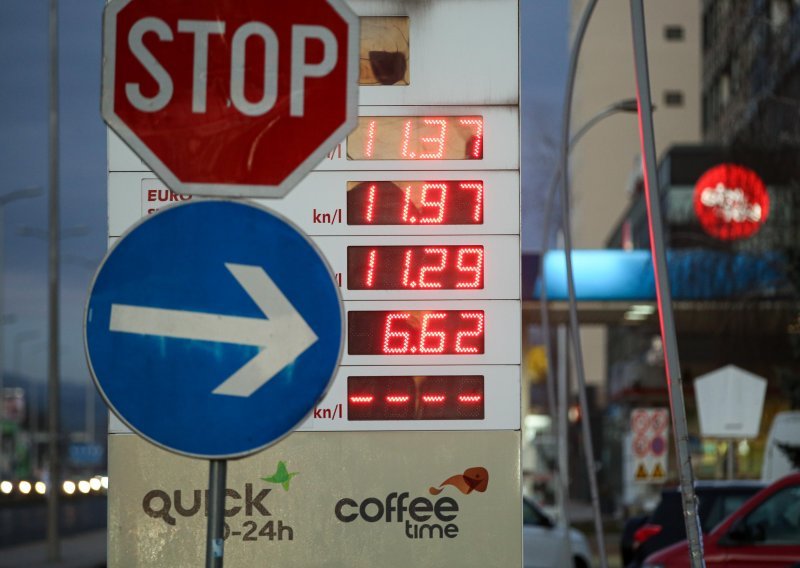 STOP
11.37
EURO
kn/l
11.97
11.29
6.62
kn/l
----
QUICK
0-24h
coffee
time